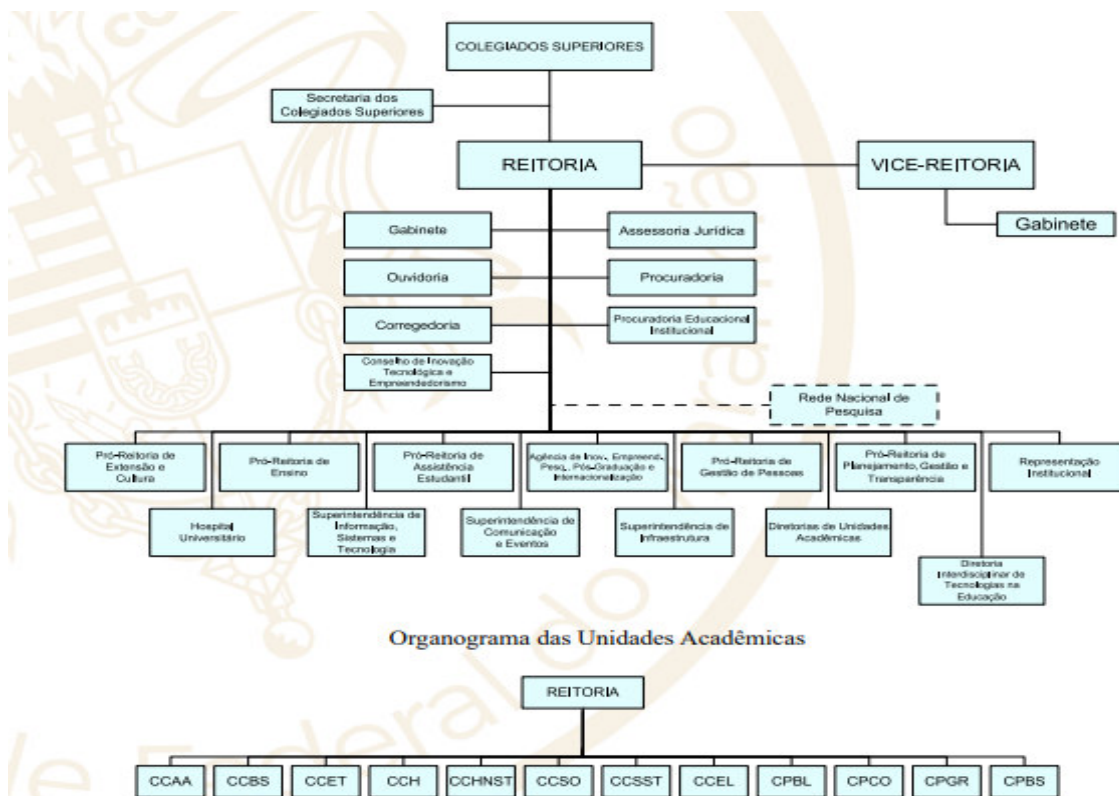 COLEGIADOS SUPERIORES
Secretaria dos
Colegiados Superiores
REITORIA
VICE-REITORIA
Gabinete
Gabinete
Assessoria Jurídica
Ouvidoria
Procuradoria
Corregedoria
Procuradoria Educacional
Institucional
Conselho de Inovação
Tecnológica e
Empreendedorismo
Rede Nacional de
Pesquisa
Pró-Reitoria de
Extensão e
Cultura
Pró-Reitoria de
Ensino
Pró-Reitoria de
Assistência
Estudantil
Agência de Inov., Empreend.,
Pesq., Pós-Graduação e
Internacionalização
Pró-Reitoria de
Gestão de Pessoas
Pró-Reitoria de
Planejamento, Gestão e
Transparência
Representação
Institucional
Hospital
Universitário
Superintendência de
Informação,
Sistemas e
Tecnologia
Superintendência de
Comunicação
e Eventos
Superintendência de
Infraestrutura
Diretorias de Unidades
Acadêmicas
Diretoria
Interdisciplinar de
Tecnologias na
Educação
Organograma das Unidades Acadêmicas
REITORIA
CCAA
CCBS
CCET
CCH
CCHNST
CCSO
CCSST
CCEL
CPBL
CPCO
CPGR
CPBS